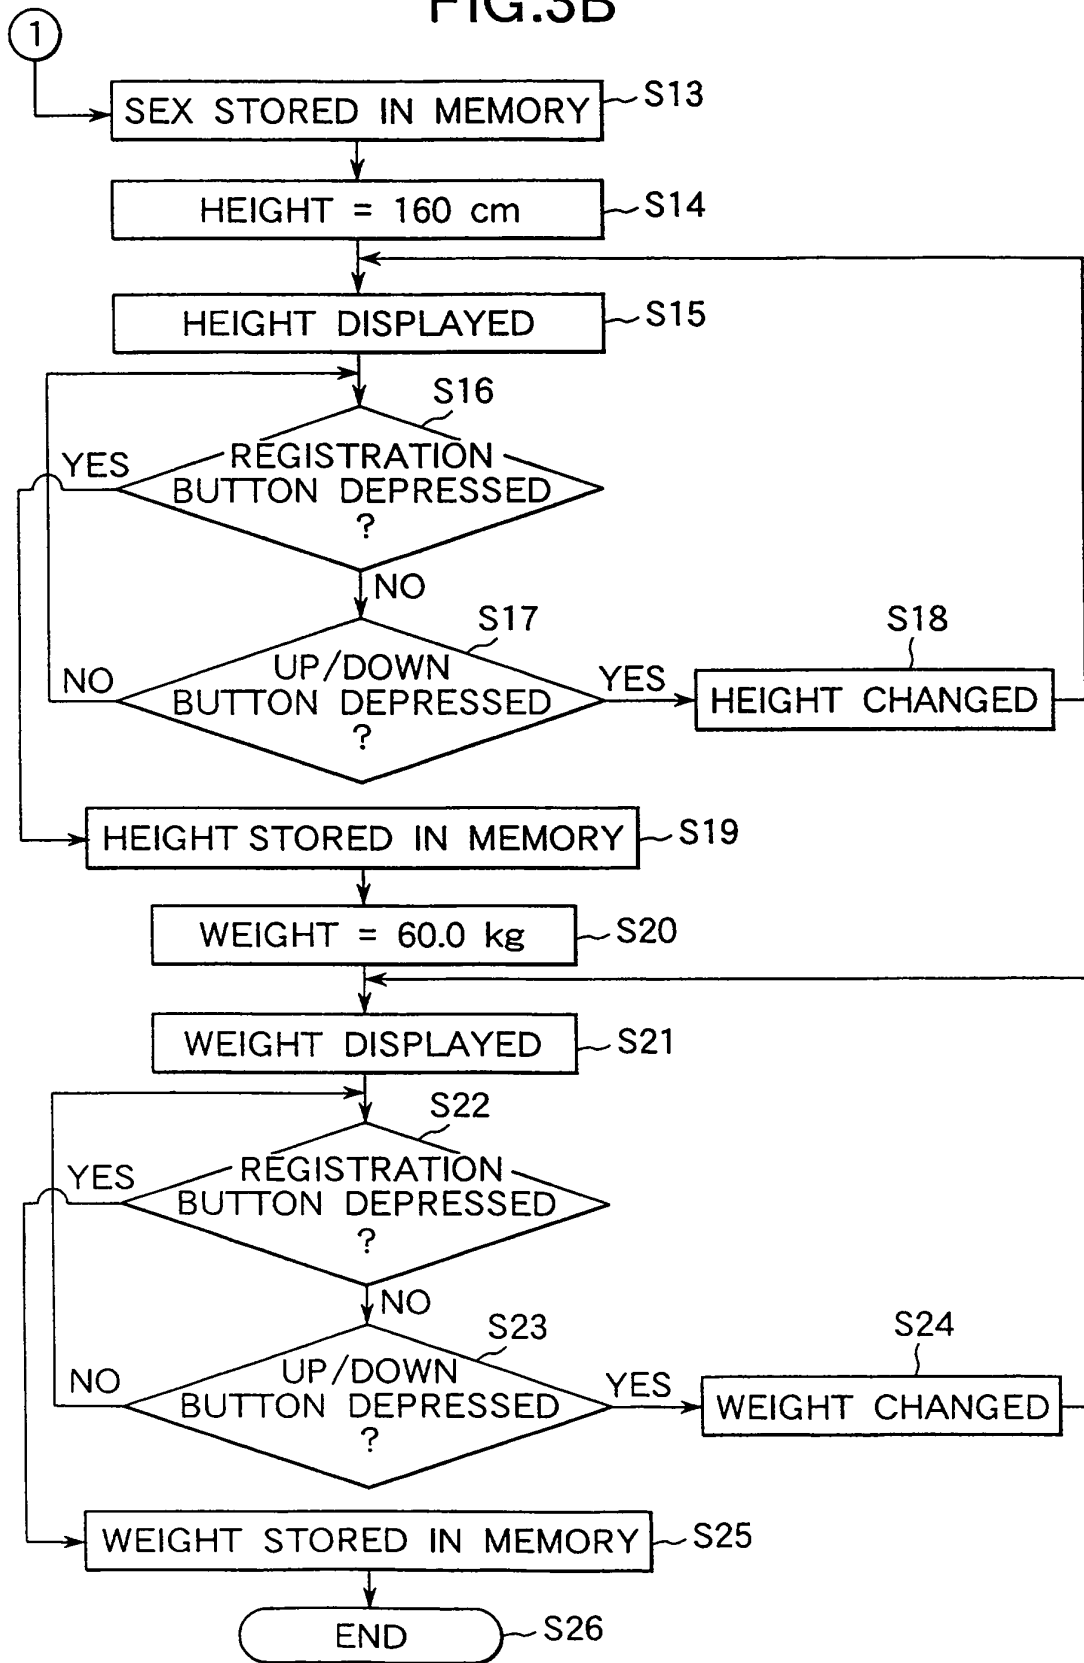 FIG.3B
1
SEX STORED IN MEMORY
S13
HEIGHT = 160 cm
S14
HEIGHT DISPLAYED
S15
S16
YES
REGISTRATION
BUTTON DEPRESSED
?
NO
S17
S18
NO
UP/DOWN
BUTTON DEPRESSED
?
YES
HEIGHT CHANGED
HEIGHT STORED IN MEMORY
S19
WEIGHT = 60.0 kg
S20
WEIGHT DISPLAYED
S21
S22
YES
REGISTRATION
BUTTON DEPRESSED
?
NO
S23
S24
NO
UP/DOWN
BUTTON DEPRESSED
?
YES
WEIGHT CHANGED
WEIGHT STORED IN MEMORY
S25
END
S26